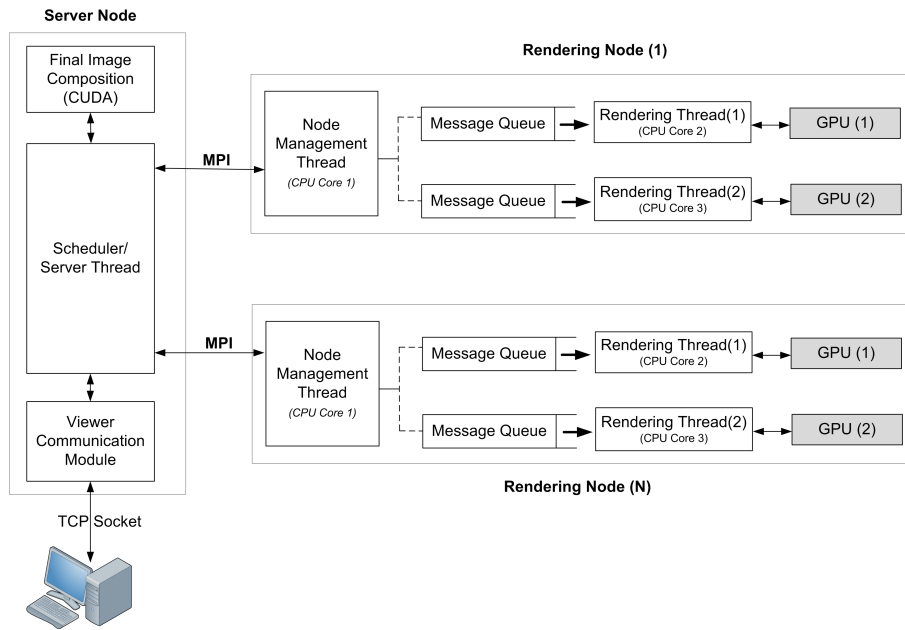 Server Node
Final Image
Composition
(CUDA)
Scheduler/
Server Thread
Viewer
Communication
Module
TCP Socket
MPI
MPI
Rendering Node (1)
Node
Management
Thread
(CPU Core 1)
Message Queue
Rendering Thread(1)
(CPU Core 2)
GPU (1)
Message Queue
Rendering Thread(2)
(CPU Core 3)
GPU (2)
Node
Management
Thread
(CPU Core 1)
Message Queue
Rendering Thread(1)
(CPU Core 2)
GPU (1)
Message Queue
Rendering Thread(2)
(CPU Core 3)
GPU (2)
Rendering Node (N)